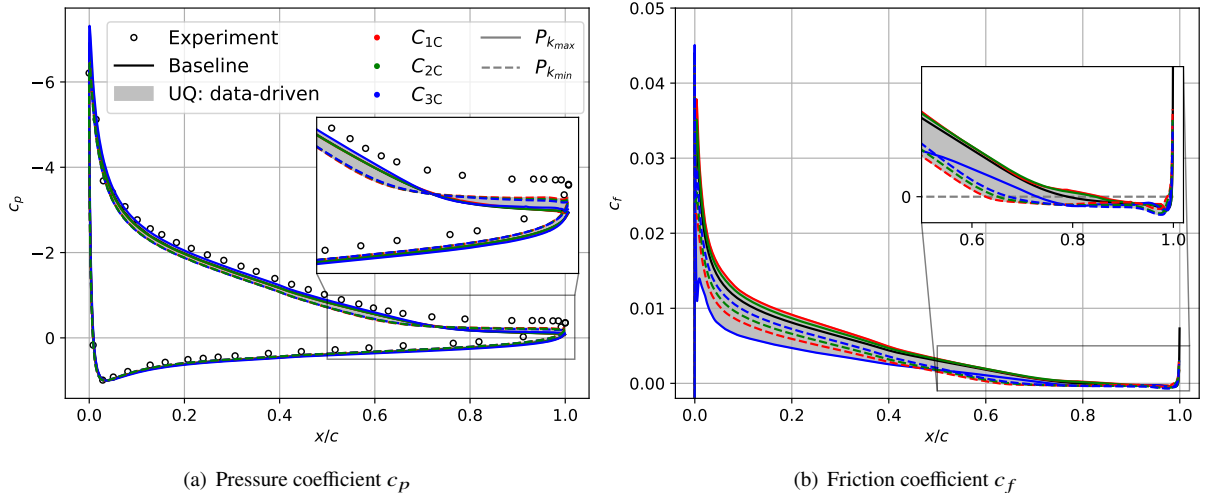 Experiment
Baseline
UQ: data-driven
C₁C
C₂C
C₃C
Pₖₘₐₓ
Pₖₘᵢₙ
−6
−4
−2
0
cₚ
0.0 0.2 0.4 0.6 0.8 1.0
x/c
(a) Pressure coefficient cₚ
0.05
0.04
0.03
0.02
0.01
0.00
c_f
0
0.6 0.8 1.0
0.0 0.2 0.4 0.6 0.8 1.0
x/c
(b) Friction coefficient c_f